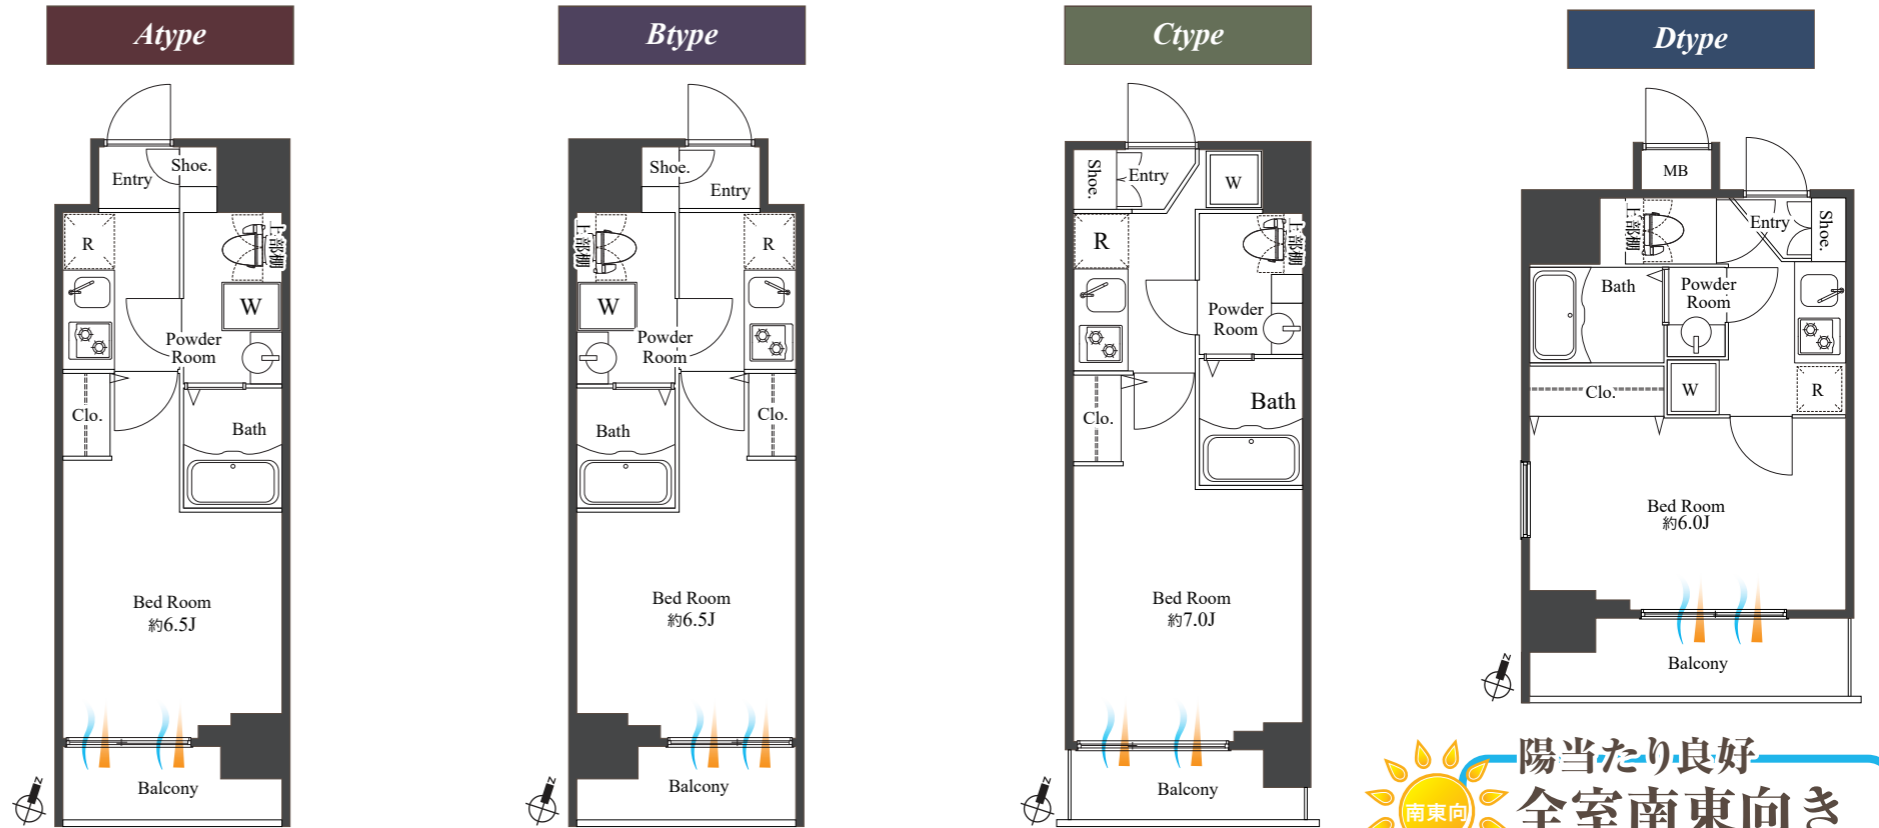 Atype
Entry
Shoe.
R
上部棚
W
Powder
Room
Clo.
Bath
Bed Room
約6.5J
Balcony
N
Btype
Shoe.
Entry
上部棚
R
W
Powder
Room
Clo.
Bath
Bed Room
約6.5J
Balcony
N
Ctype
Shoe.
Entry
W
R
上部棚
Powder
Room
Bath
Clo.
Bed Room
約7.0J
Balcony
N
Dtype
MB
上部棚
Entry
Shoe.
Bath
Powder
Room
Clo.
W
R
Bed Room
約6.0J
Balcony
N
南東向
陽当たり良好
全室南東向き